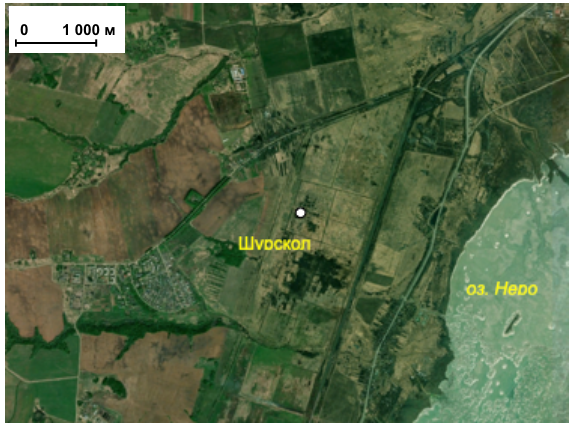 0 1 000 м
Шурскол
оз. Неро